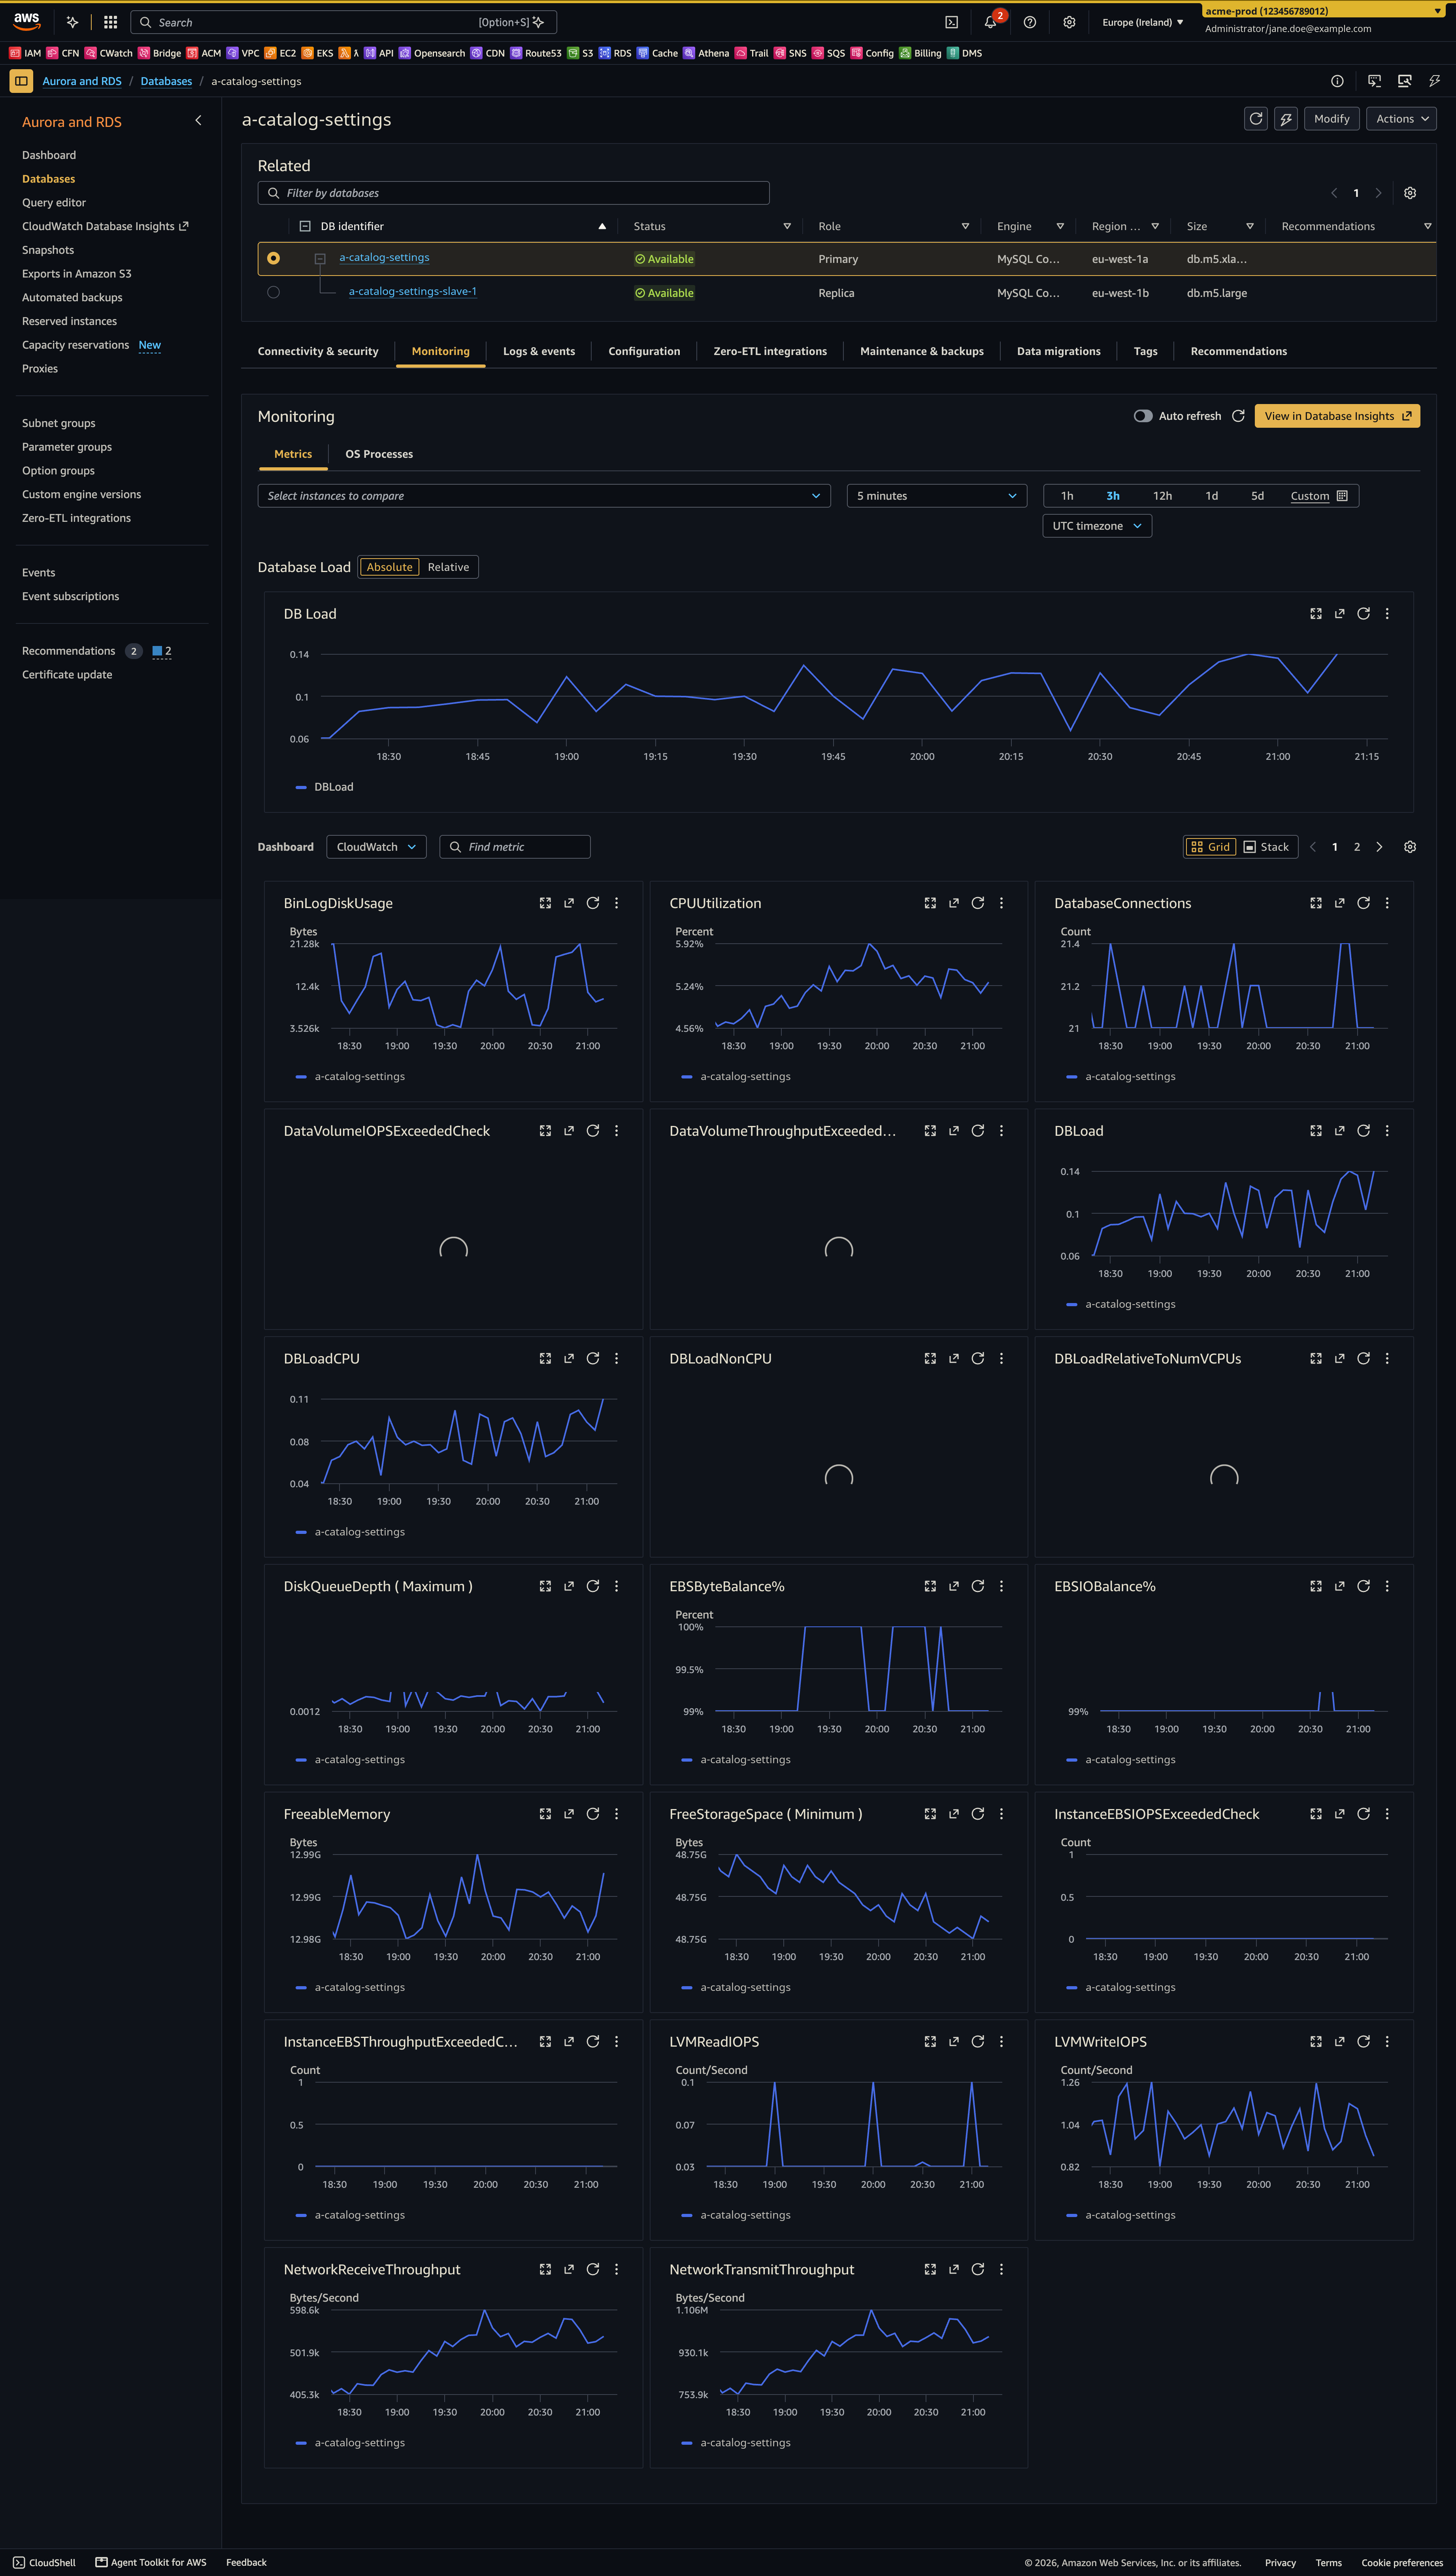 aws
Search
[Option+S]
2
Europe (Ireland)
acme-prod (123456789012)
Administrator/jane.doe@example.com
IAM CFN CWatch Bridge ACM VPC EC2 EKS λ API Opensearch CDN Route53 S3 RDS Cache Athena Trail SNS SQS Config Billing DMS
Aurora and RDS / Databases / a-catalog-settings
Aurora and RDS
Dashboard
Databases
Query editor
CloudWatch Database Insights
Snapshots
Exports in Amazon S3
Automated backups
Reserved instances
Capacity reservations New
Proxies
Subnet groups
Parameter groups
Option groups
Custom engine versions
Zero-ETL integrations
Events
Event subscriptions
Recommendations 2 2
Certificate update
a-catalog-settings
Modify Actions
Related
Filter by databases
1
DB identifier Status Role Engine Region ... Size Recommendations
a-catalog-settings Available Primary MySQL Co... eu-west-1a db.m5.xla...
a-catalog-settings-slave-1 Available Replica MySQL Co... eu-west-1b db.m5.large
Connectivity & security Monitoring Logs & events Configuration Zero-ETL integrations Maintenance & backups Data migrations Tags Recommendations
Monitoring
Auto refresh View in Database Insights
Metrics OS Processes
Select instances to compare 5 minutes 1h 3h 12h 1d 5d Custom
UTC timezone
Database Load Absolute Relative
DB Load
0.14
0.1
0.06
18:30 18:45 19:00 19:15 19:30 19:45 20:00 20:15 20:30 20:45 21:00 21:15
DBLoad
Dashboard CloudWatch Find metric Grid Stack 1 2
BinLogDiskUsage
Bytes
21.28k
12.4k
3.526k
18:30 19:00 19:30 20:00 20:30 21:00
a-catalog-settings
CPUUtilization
Percent
5.92%
5.24%
4.56%
18:30 19:00 19:30 20:00 20:30 21:00
a-catalog-settings
DatabaseConnections
Count
21.4
21.2
21
18:30 19:00 19:30 20:00 20:30 21:00
a-catalog-settings
DataVolumeIOPSExceededCheck
DataVolumeThroughputExceeded...
DBLoad
0.14
0.1
0.06
18:30 19:00 19:30 20:00 20:30 21:00
a-catalog-settings
DBLoadCPU
0.11
0.08
0.04
18:30 19:00 19:30 20:00 20:30 21:00
a-catalog-settings
DBLoadNonCPU
DBLoadRelativeToNumVCPUs
DiskQueueDepth ( Maximum )
0.0012
18:30 19:00 19:30 20:00 20:30 21:00
a-catalog-settings
EBSByteBalance%
Percent
100%
99.5%
99%
18:30 19:00 19:30 20:00 20:30 21:00
a-catalog-settings
EBSIOBalance%
99%
18:30 19:00 19:30 20:00 20:30 21:00
a-catalog-settings
FreeableMemory
Bytes
12.99G
12.99G
12.98G
18:30 19:00 19:30 20:00 20:30 21:00
a-catalog-settings
FreeStorageSpace ( Minimum )
Bytes
48.75G
48.75G
48.75G
18:30 19:00 19:30 20:00 20:30 21:00
a-catalog-settings
InstanceEBSIOPSExceededCheck
Count
1
0.5
0
18:30 19:00 19:30 20:00 20:30 21:00
a-catalog-settings
InstanceEBSThroughputExceededC...
Count
1
0.5
0
18:30 19:00 19:30 20:00 20:30 21:00
a-catalog-settings
LVMReadIOPS
Count/Second
0.1
0.07
0.03
18:30 19:00 19:30 20:00 20:30 21:00
a-catalog-settings
LVMWriteIOPS
Count/Second
1.26
1.04
0.82
18:30 19:00 19:30 20:00 20:30 21:00
a-catalog-settings
NetworkReceiveThroughput
Bytes/Second
598.6k
501.9k
405.3k
18:30 19:00 19:30 20:00 20:30 21:00
a-catalog-settings
NetworkTransmitThroughput
Bytes/Second
1.106M
930.1k
753.9k
18:30 19:00 19:30 20:00 20:30 21:00
a-catalog-settings
CloudShell Agent Toolkit for AWS Feedback © 2026, Amazon Web Services, Inc. or its affiliates. Privacy Terms Cookie preferences